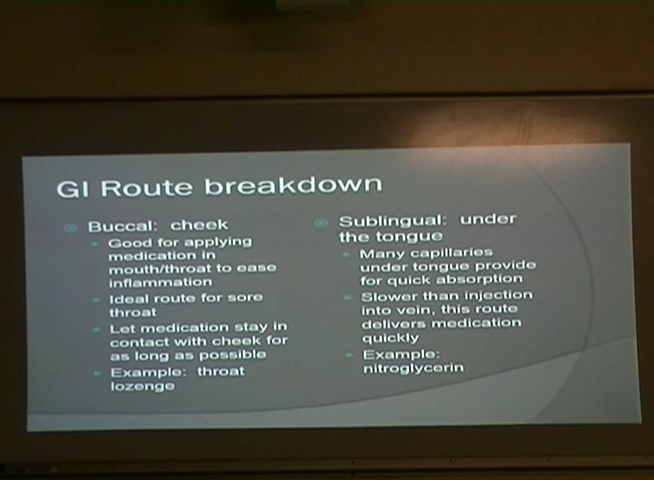 GI Route breakdown
Buccal: cheek
Good for applying
medication in
mouth/throat to ease
inflammation
Ideal route for sore
throat
Let medication stay in
contact with cheek for
as long as possible
Example: throat
lozenge
Sublingual: under
the tongue
Many capillaries
under tongue provide
for quick absorption
Slower than injection
into vein, this route
delivers medication
quickly
Example:
nitroglycerin